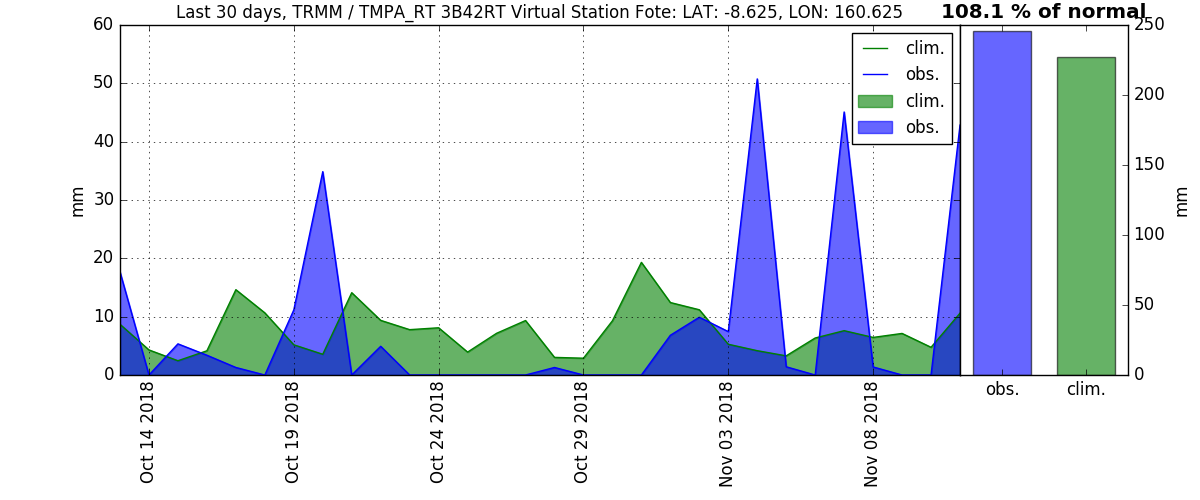 Last 30 days, TRMM / TMPA_RT 3B42RT Virtual Station Fote: LAT: -8.625, LON: 160.625
108.1 % of normal
60
50
40
30
20
10
0
mm
clim.
obs.
clim.
obs.
250
200
150
100
50
0
mm
Oct 14 2018
Oct 19 2018
Oct 24 2018
Oct 29 2018
Nov 03 2018
Nov 08 2018
obs.
clim.